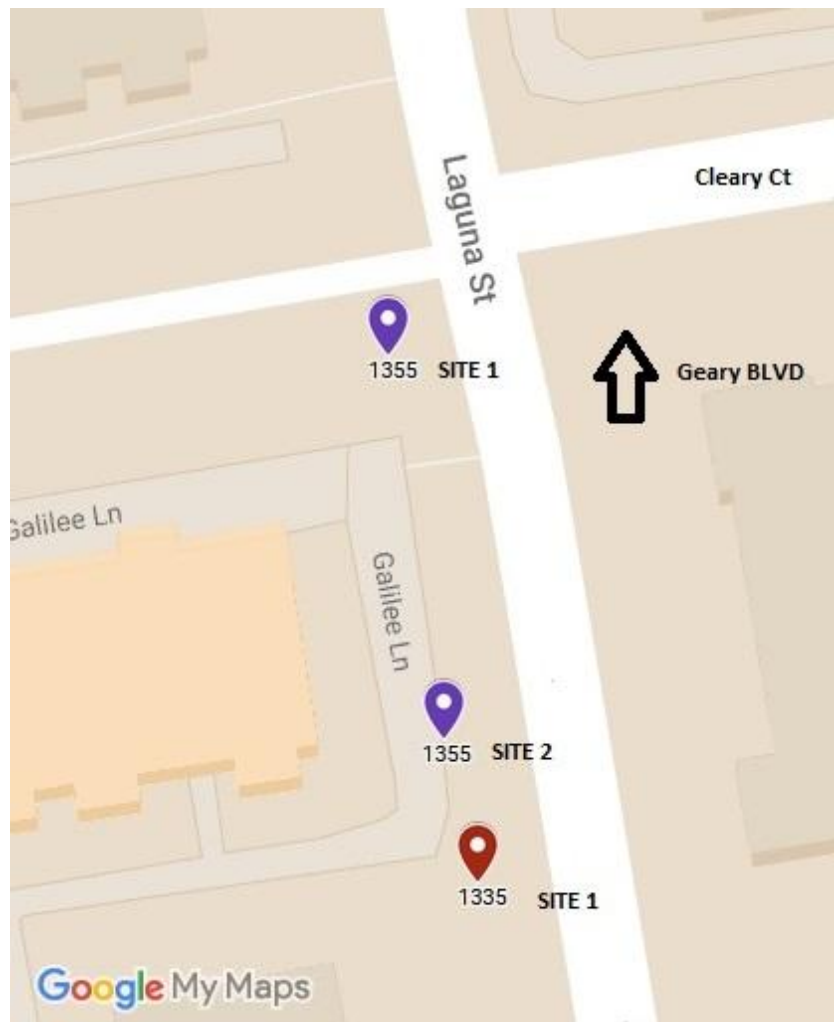 Cleary Ct
Laguna St
1355 SITE 1
Geary BLVD
Galilee Ln
Galilee Ln
1355 SITE 2
1335 SITE 1
Google My Maps